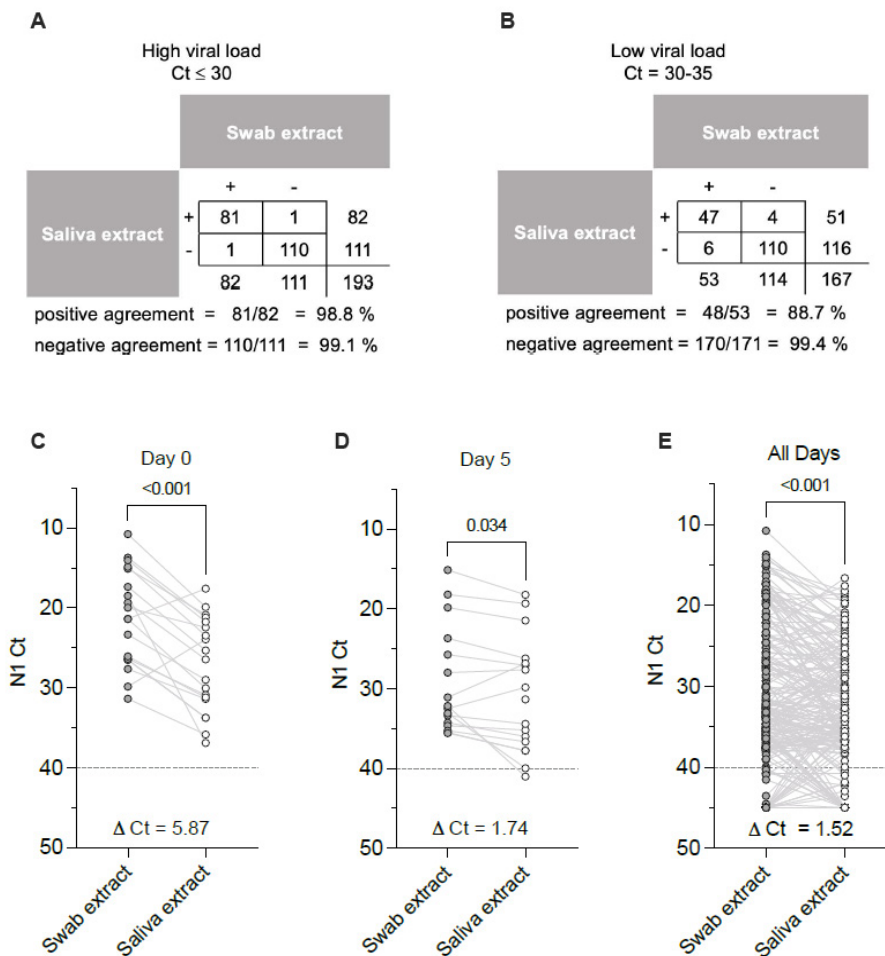 A
High viral load
Ct ≤ 30
Swab extract
Saliva extract
+ -
+ 81 1 82
- 1 110 111
82 111 193
positive agreement = 81/82 = 98.8 %
negative agreement = 110/111 = 99.1 %
B
Low viral load
Ct = 30-35
Swab extract
Saliva extract
+ -
+ 47 4 51
- 6 110 116
53 114 167
positive agreement = 48/53 = 88.7 %
negative agreement = 170/171 = 99.4 %
C
Day 0
<0.001
N1 Ct
10
20
30
40
50
Δ Ct = 5.87
Swab extract
Saliva extract
D
Day 5
0.034
N1 Ct
10
20
30
40
50
Δ Ct = 1.74
Swab extract
Saliva extract
E
All Days
<0.001
N1 Ct
10
20
30
40
50
Δ Ct = 1.52
Swab extract
Saliva extract